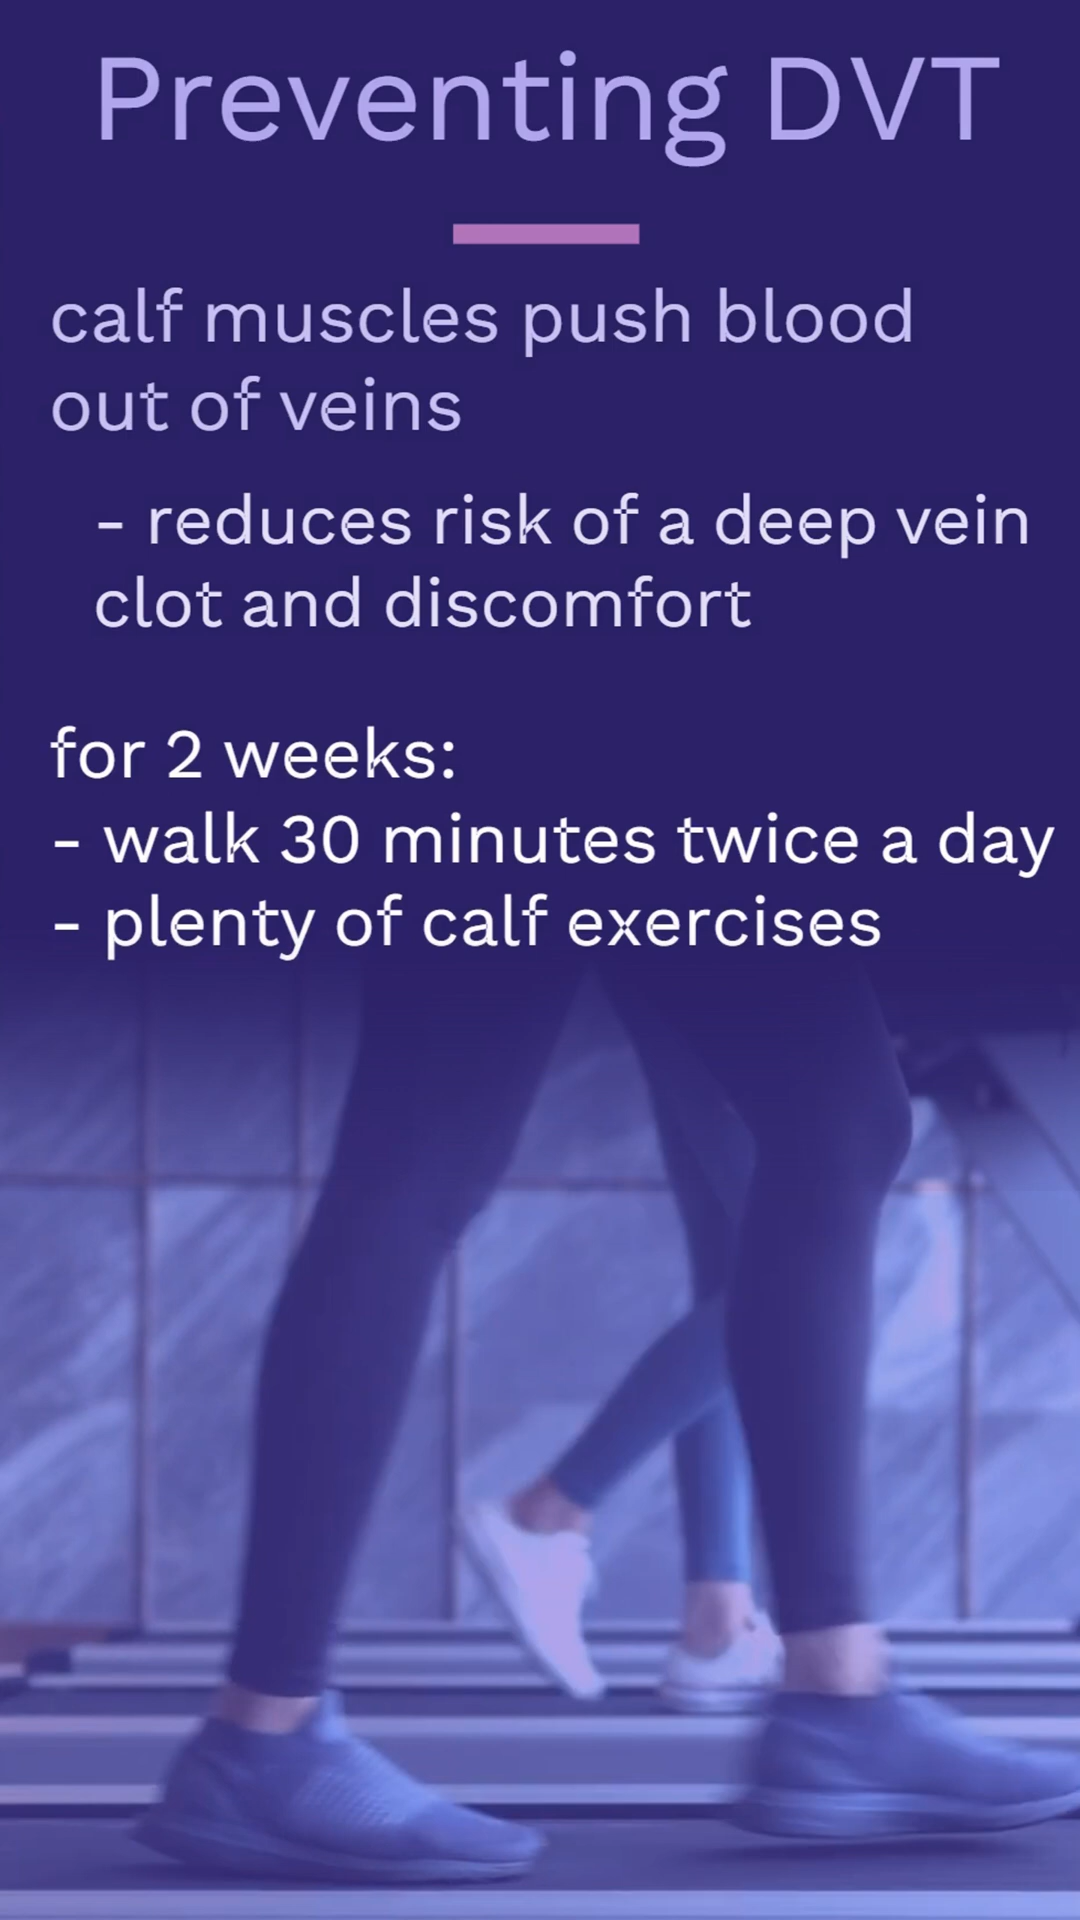 Preventing DVT
calf muscles push blood
out of veins
- reduces risk of a deep vein
clot and discomfort
for 2 weeks:
- walk 30 minutes twice a day
- plenty of calf exercises